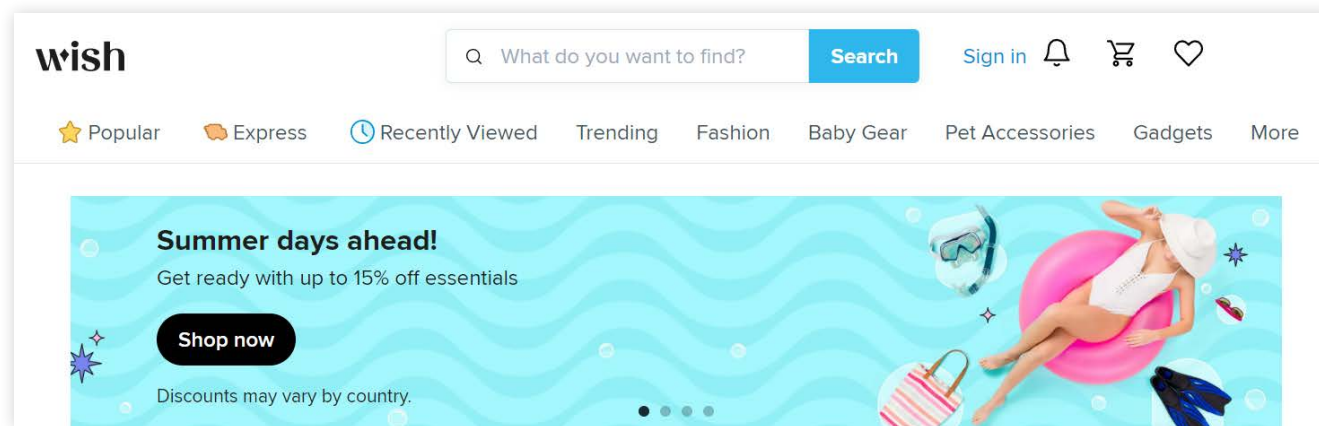 wish
What do you want to find?
Search
Sign in
Popular Express Recently Viewed Trending Fashion Baby Gear Pet Accessories Gadgets More
Summer days ahead!
Get ready with up to 15% off essentials
Shop now
Discounts may vary by country.